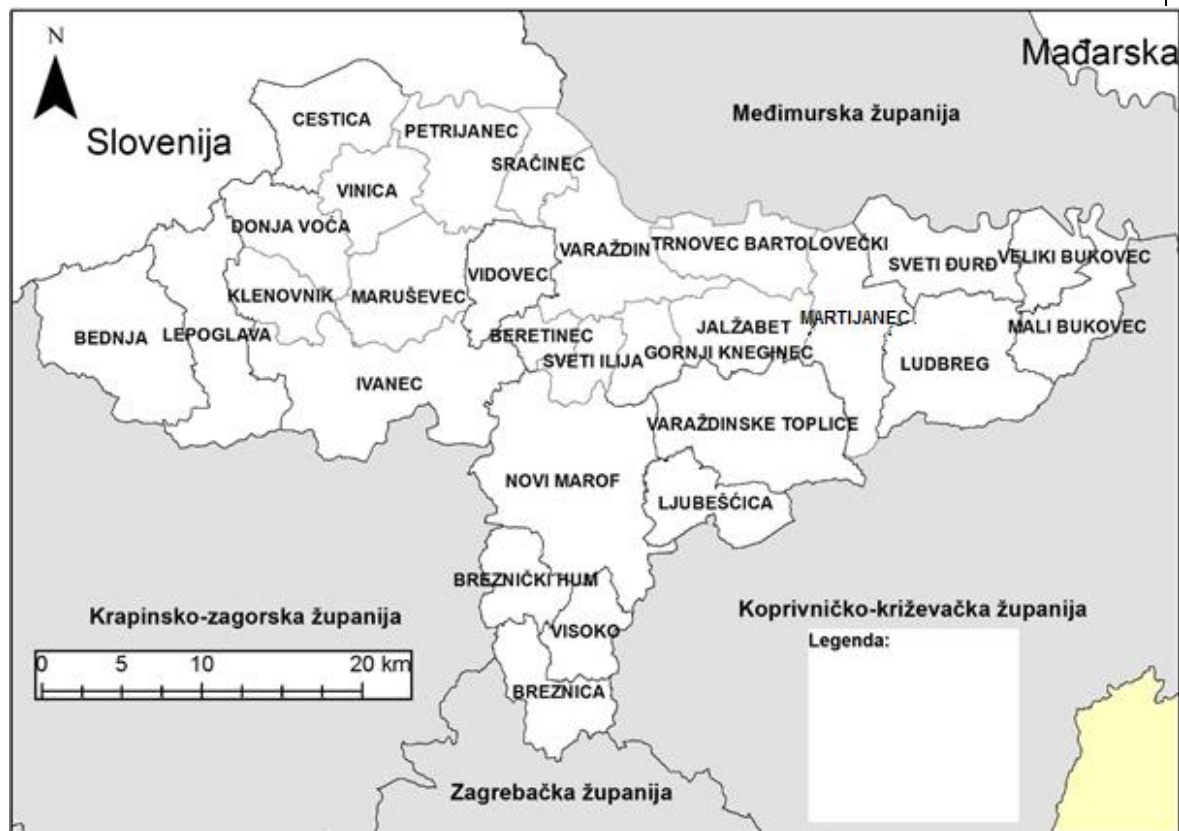 N
Mađarska
Slovenija
Međimurska županija
CESTICA
PETRIJANEC
SRAČINEC
VINICA
DONJA VOĆA
VARAŽDIN
TRNOVEC BARTOLOVEČKI
SVETI ĐURĐ
VELIKI BUKOVEC
VIDOVEC
KLENOVNIK
MARUŠEVEC
MARTIJANEC
MALI BUKOVEC
BEDNJA
LEPOGLAVA
BERETINEC
JALŽABET
SVETI ILIJA
GORNJI KNEGINEC
LUDBREG
IVANEC
VARAŽDINSKE TOPLICE
NOVI MAROF
LJUBEŠĆICA
BREZNIČKI HUM
Krapinsko-zagorska županija
Koprivničko-križevačka županija
VISOKO
Legenda:
0 5 10 20 km
BREZNICA
Zagrebačka županija